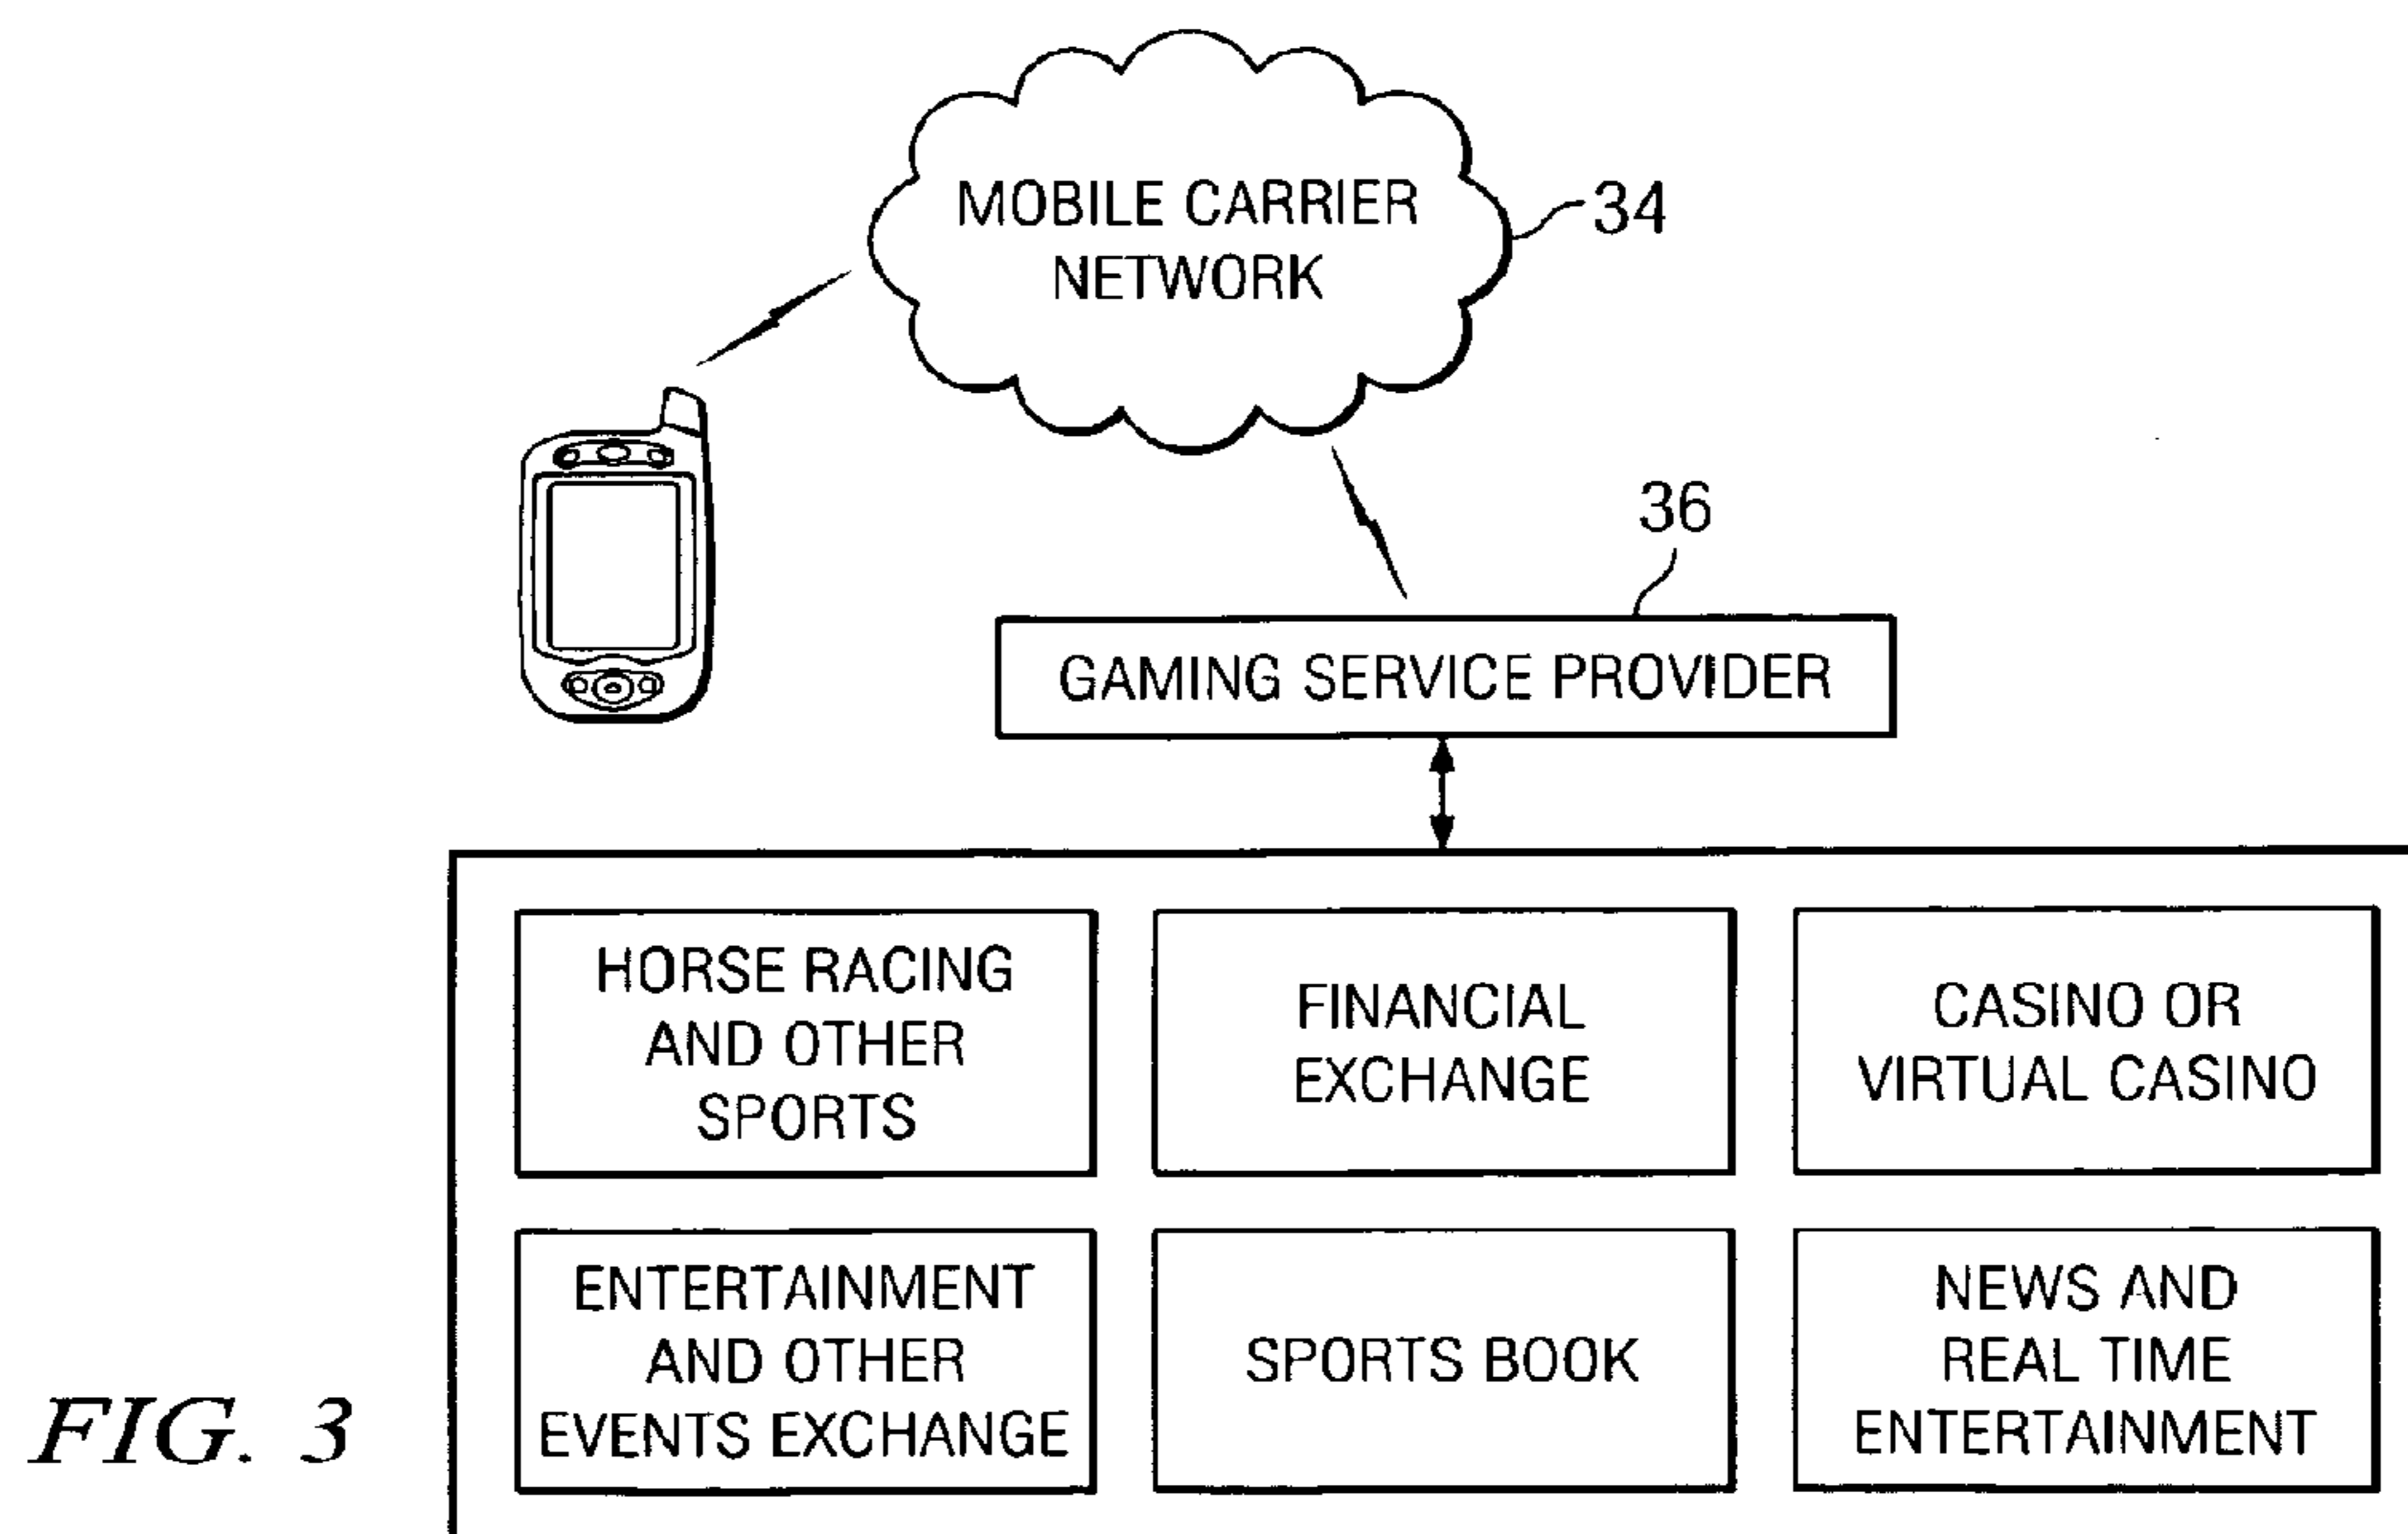 MOBILE CARRIER
NETWORK
34
36
GAMING SERVICE PROVIDER
HORSE RACING
AND OTHER
SPORTS
FINANCIAL
EXCHANGE
CASINO OR
VIRTUAL CASINO
ENTERTAINMENT
AND OTHER
EVENTS EXCHANGE
SPORTS BOOK
NEWS AND
REAL TIME
ENTERTAINMENT
FIG. 3